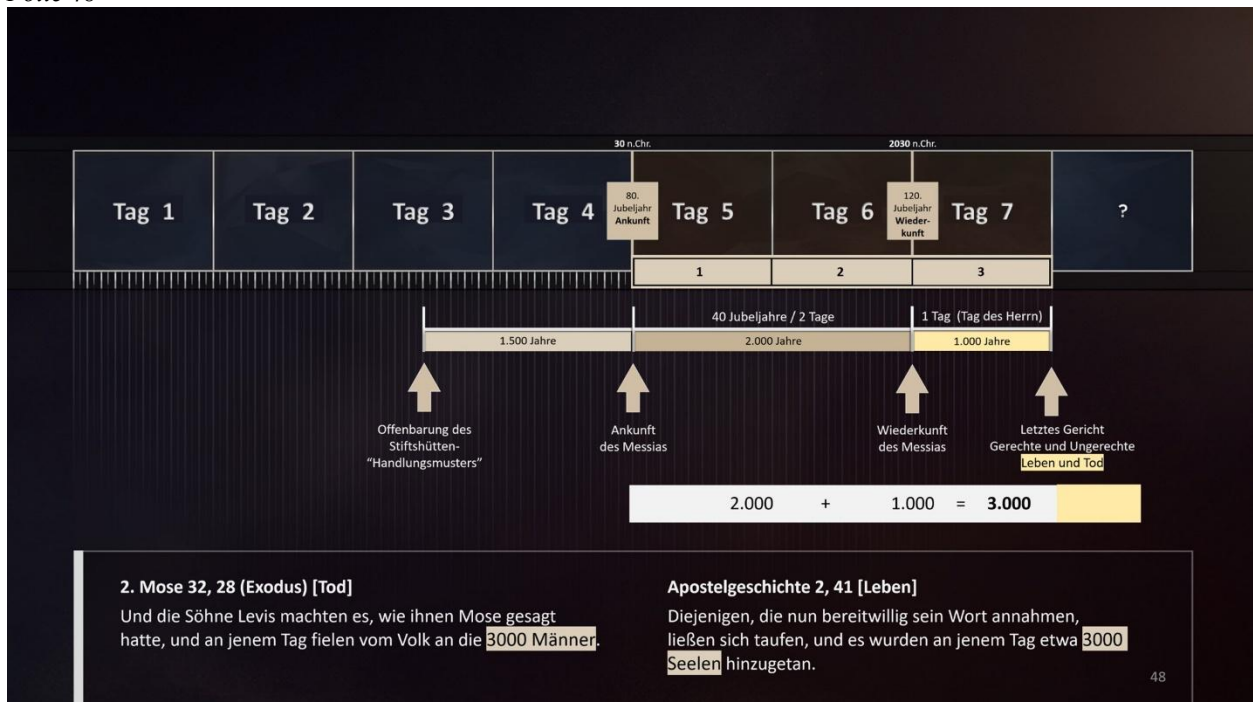 30 n.Chr.
2030 n.Chr.
Tag 1
Tag 2
Tag 3
Tag 4
80.
Jubeljahr
Ankunft
Tag 5
Tag 6
120.
Jubeljahr
Wieder-
kunft
Tag 7
?
1
2
3
40 Jubeljahre / 2 Tage
1 Tag (Tag des Herrn)
1.500 Jahre
2.000 Jahre
1.000 Jahre
Offenbarung des
Stiftshütten-
"Handlungsmusters"
Ankunft
des Messias
Wiederkunft
des Messias
Letztes Gericht
Gerechte und Ungerechte
Leben und Tod
2.000 + 1.000 = 3.000
2. Mose 32, 28 (Exodus) [Tod]
Und die Söhne Levis machten es, wie ihnen Mose gesagt
hatte, und an jenem Tag fielen vom Volk an die 3000 Männer.
Apostelgeschichte 2, 41 [Leben]
Diejenigen, die nun bereitwillig sein Wort annahmen,
ließen sich taufen, und es wurden an jenem Tag etwa 3000
Seelen hinzugetan.
48